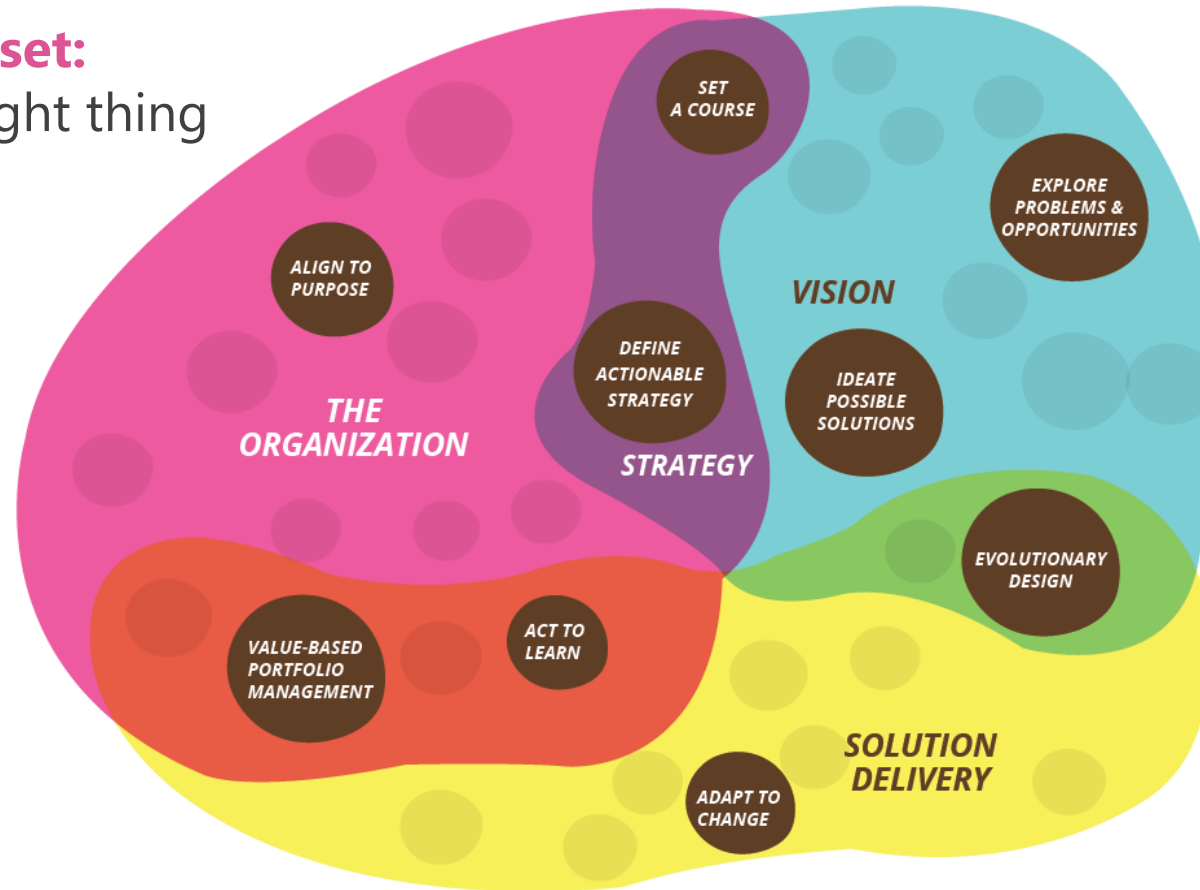 set:
ght thing
SET
A COURSE
EXPLORE
PROBLEMS &
OPPORTUNITIES
ALIGN TO
PURPOSE
VISION
DEFINE
ACTIONABLE
STRATEGY
IDEATE
POSSIBLE
SOLUTIONS
THE
ORGANIZATION
STRATEGY
EVOLUTIONARY
DESIGN
VALUE-BASED
PORTFOLIO
MANAGEMENT
ACT TO
LEARN
SOLUTION
DELIVERY
ADAPT TO
CHANGE